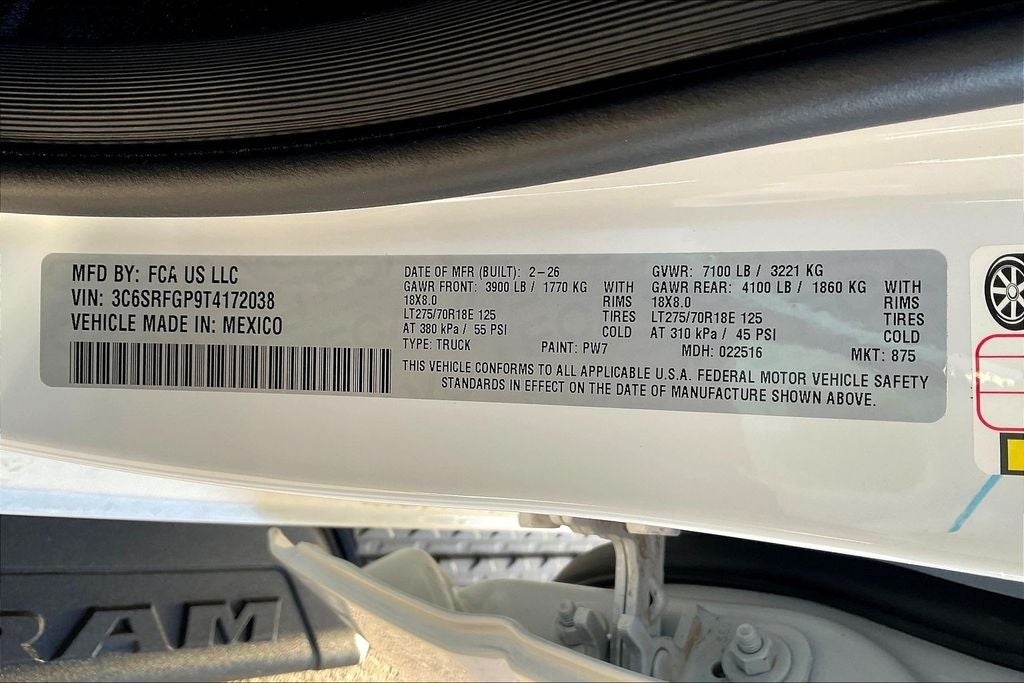 MFD BY: FCA US LLC
VIN: 3C6SRFGP9T4172038
VEHICLE MADE IN: MEXICO
DATE OF MFR (BUILT): 2-26
GAWR FRONT: 3900 LB / 1770 KG WITH
18X8.0 RIMS
LT275/70R18E 125 TIRES
AT 380 kPa / 55 PSI COLD
TYPE: TRUCK PAINT: PW7
GVWR: 7100 LB / 3221 KG
GAWR REAR: 4100 LB / 1860 KG WITH
18X8.0 RIMS
LT275/70R18E 125 TIRES
AT 310 kPa / 45 PSI COLD
MDH: 022516 MKT: 875
THIS VEHICLE CONFORMS TO ALL APPLICABLE U.S.A. FEDERAL MOTOR VEHICLE SAFETY
STANDARDS IN EFFECT ON THE DATE OF MANUFACTURE SHOWN ABOVE.
RAM